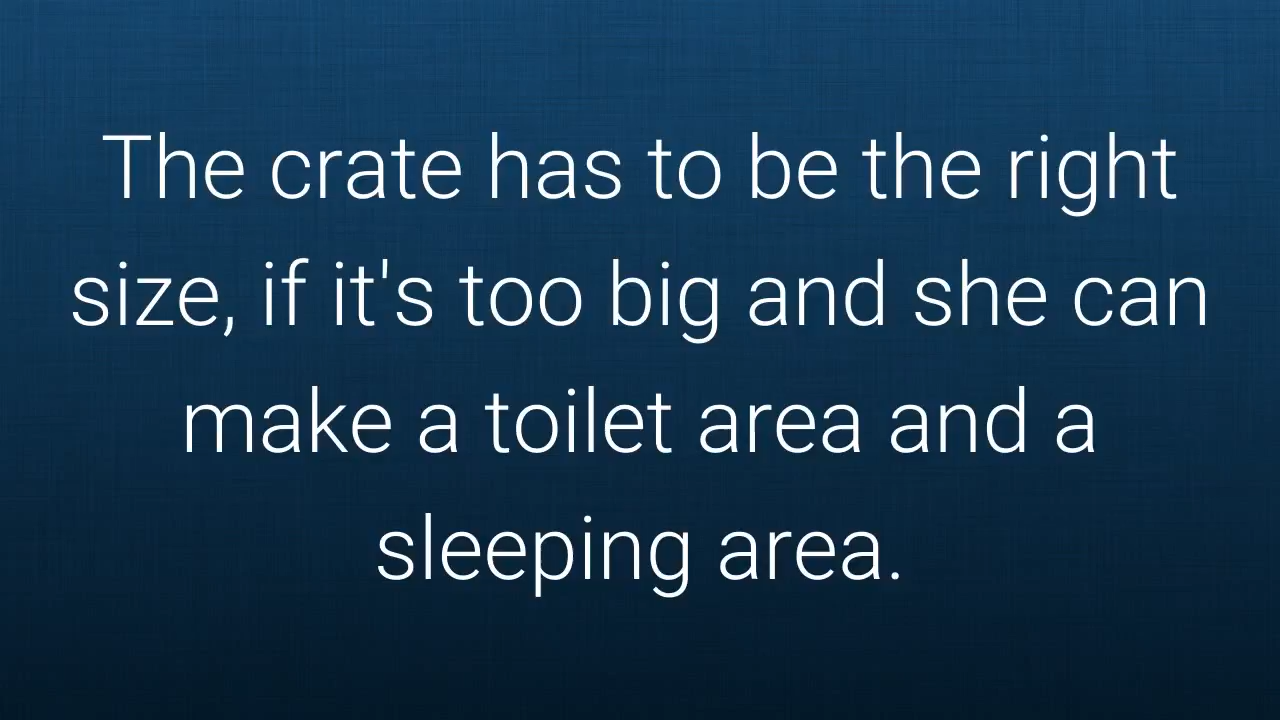 The crate has to be the right
size, if it's too big and she can
make a toilet area and a
sleeping area.